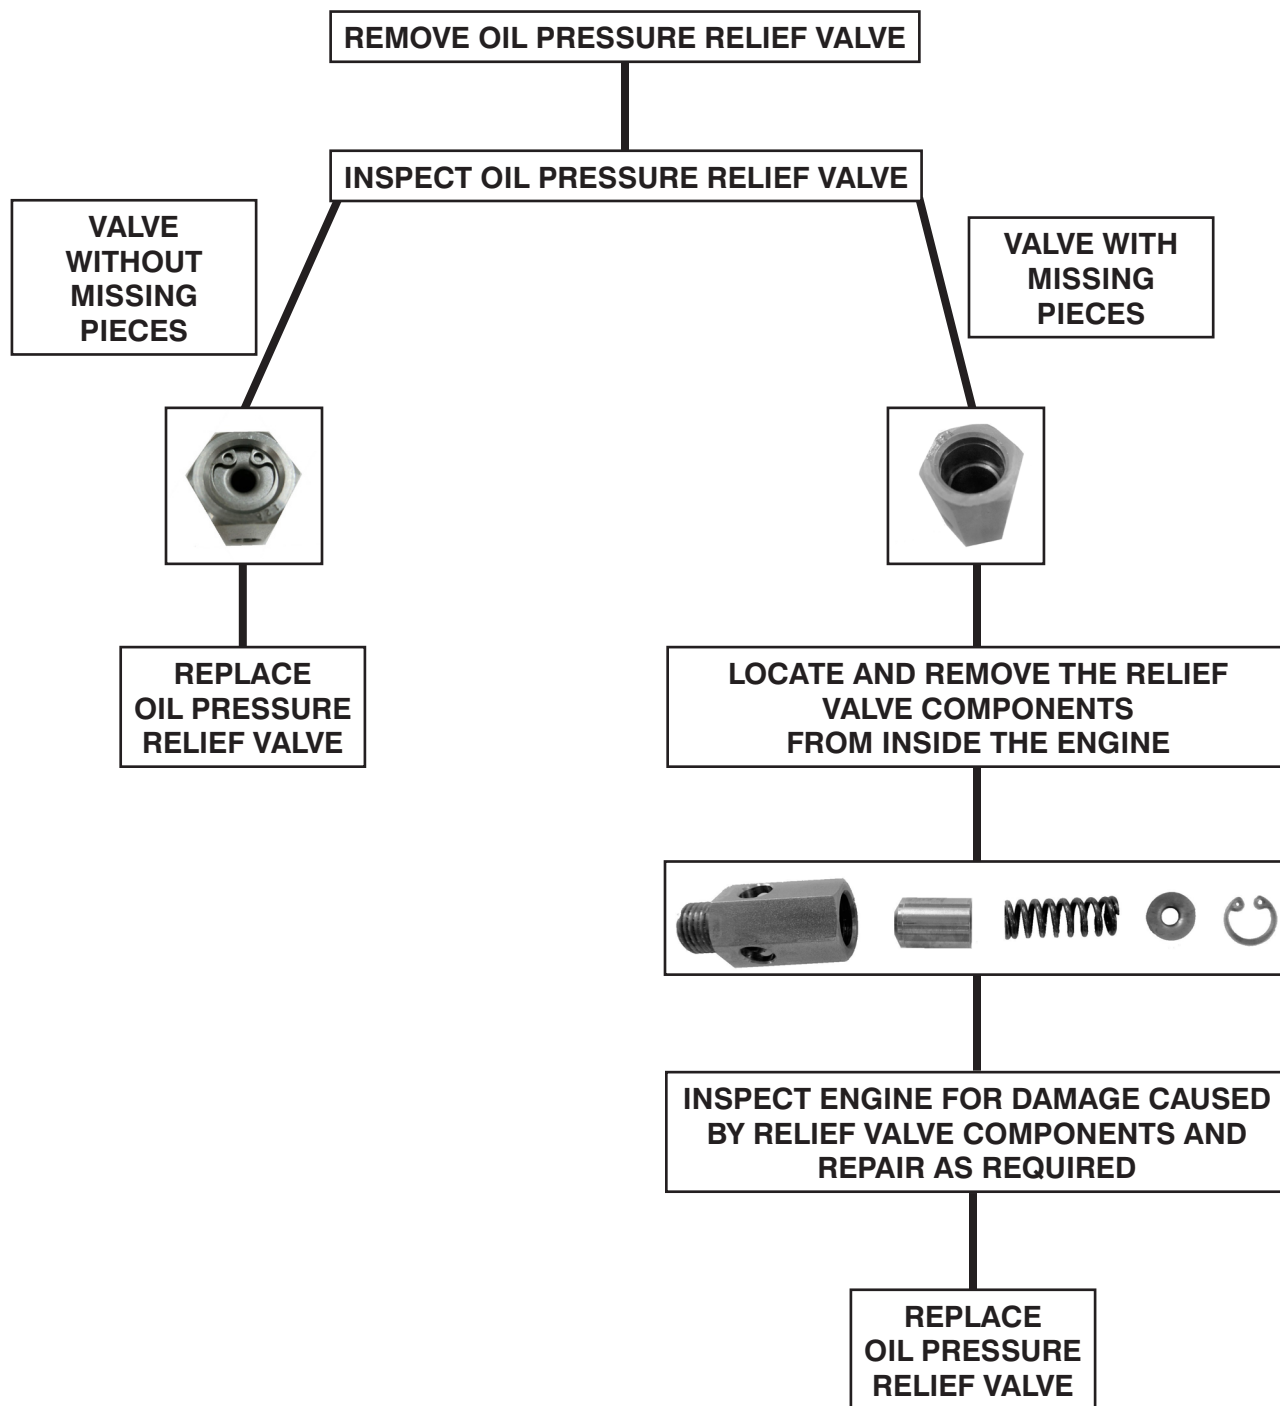 REMOVE OIL PRESSURE RELIEF VALVE
INSPECT OIL PRESSURE RELIEF VALVE
VALVE
WITHOUT
MISSING
PIECES
VALVE WITH
MISSING
PIECES
REPLACE
OIL PRESSURE
RELIEF VALVE
LOCATE AND REMOVE THE RELIEF
VALVE COMPONENTS
FROM INSIDE THE ENGINE
INSPECT ENGINE FOR DAMAGE CAUSED
BY RELIEF VALVE COMPONENTS AND
REPAIR AS REQUIRED
REPLACE
OIL PRESSURE
RELIEF VALVE